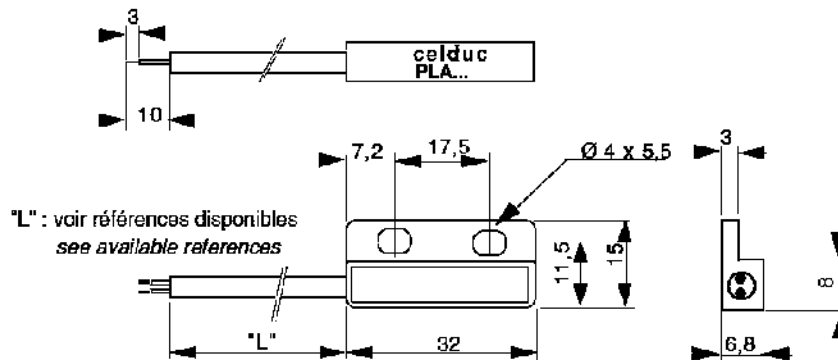 3
celduc
PLA...
10
7,2
17,5
Ø 4 x 5,5
3
"L" : voir références disponibles
see available references
11,5
15
8
"L"
32
6,8